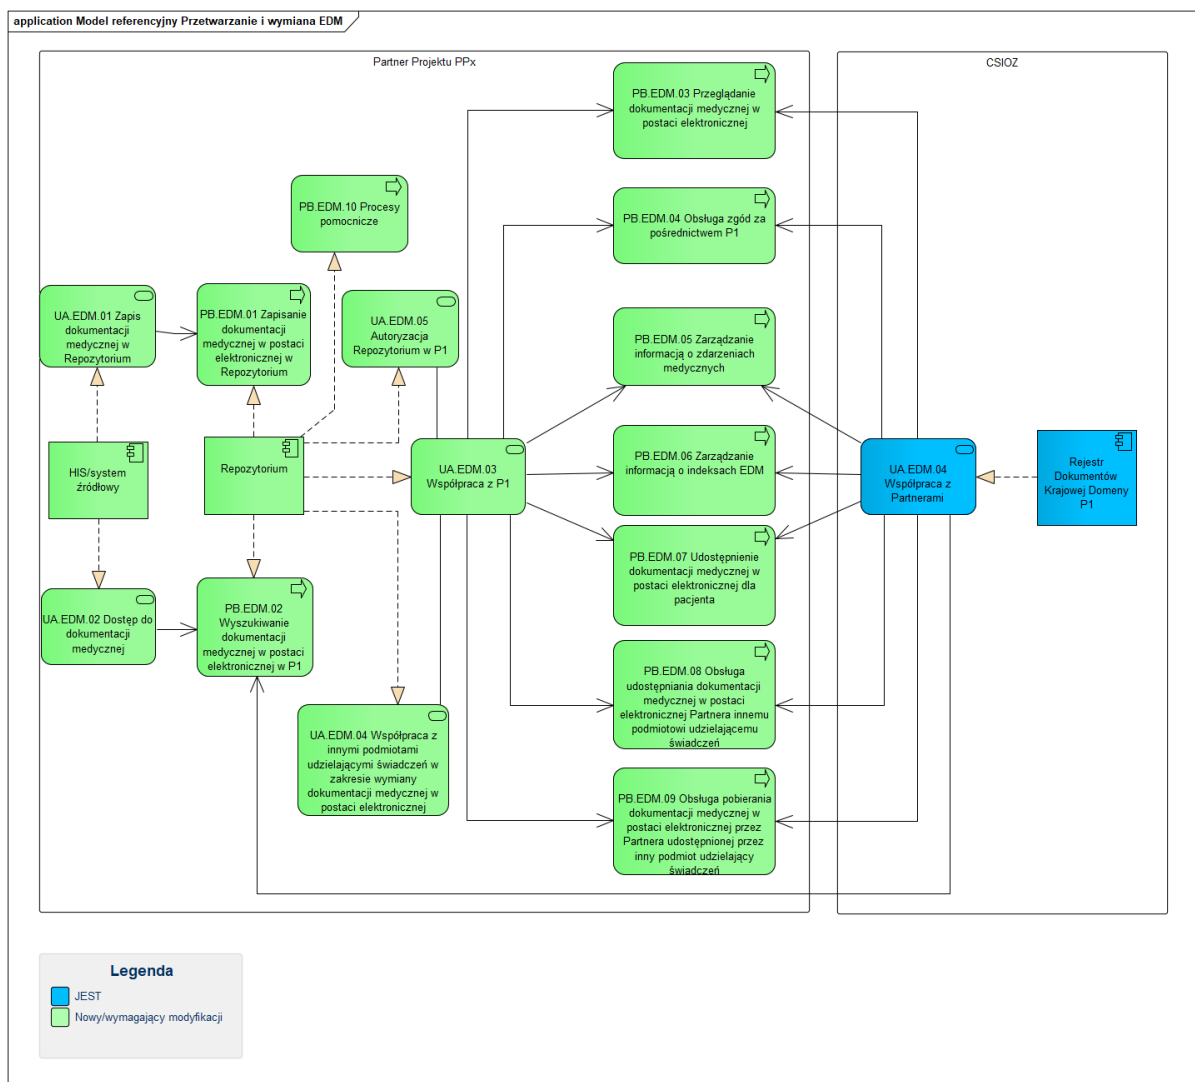 application Model referencyjny Przetwarzanie i wymiana EDM
Partner Projektu PPx
CSIOZ
PB.EDM.03 Przeglądanie
dokumentacji medycznej w
postaci elektronicznej
PB.EDM.10 Procesy
pomocnicze
PB.EDM.04 Obsługa zgód za
pośrednictwem P1
UA.EDM.01 Zapis
dokumentacji
medycznej w
Repozytorium
PB.EDM.01 Zapisanie
dokumentacji
medycznej w postaci
elektronicznej w
Repozytorium
UA.EDM.05
Autoryzacja
Repozytorium w P1
PB.EDM.05 Zarządzanie
informacją o zdarzeniach
medycznych
HIS/system
źródłowy
Repozytorium
UA.EDM.03
Współpraca z P1
PB.EDM.06 Zarządzanie
informacją o indeksach EDM
UA.EDM.04
Współpraca z
Partnerami
Rejestr
Dokumentów
Krajowej Domeny
P1
PB.EDM.07 Udostępnienie
dokumentacji medycznej w
postaci elektronicznej dla
pacjenta
UA.EDM.02 Dostęp do
dokumentacji
medycznej
PB.EDM.02
Wyszukiwanie
dokumentacji
medycznej w postaci
elektronicznej w P1
PB.EDM.08 Obsługa
udostępniania dokumentacji
medycznej w postaci
elektronicznej Partnera innemu
podmiotowi udzielającemu
świadczeń
UA.EDM.04 Współpraca z
innymi podmiotami
udzielającymi świadczeń w
zakresie wymiany
dokumentacji medycznej w
postaci elektronicznej
PB.EDM.09 Obsługa pobierania
dokumentacji medycznej w
postaci elektronicznej przez
Partnera udostępnionej przez
inny podmiot udzielający
świadczeń
Legenda
JEST
Nowy/wymagający modyfikacji